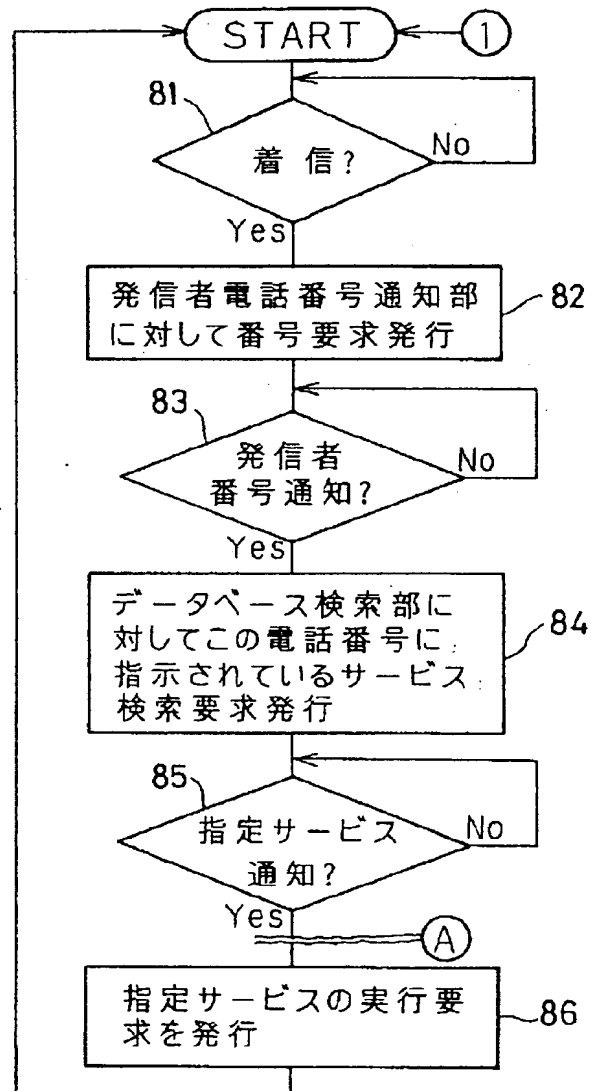 START
1
81
着信?
No
Yes
発信者電話番号通知部
に対して番号要求発行
82
83
発信者
番号通知?
No
Yes
データベース検索部に
対してこの電話番号に
指示されているサービス
検索要求発行
84
85
指定サービス
通知?
No
Yes
A
指定サービスの実行要
求を発行
86